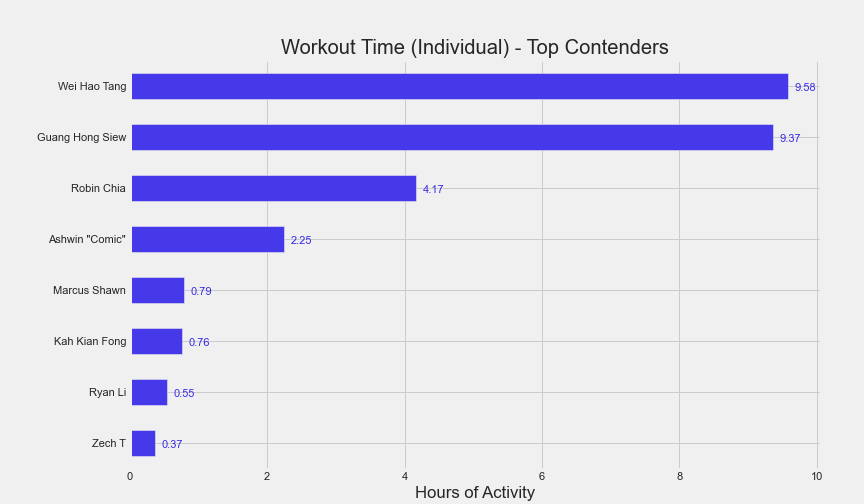 Workout Time (Individual) - Top Contenders
Wei Hao Tang 9.58
Guang Hong Siew 9.37
Robin Chia 4.17
Ashwin "Comic" 2.25
Marcus Shawn 0.79
Kah Kian Fong 0.76
Ryan Li 0.55
Zech T 0.37
0 2 4 6 8 10
Hours of Activity